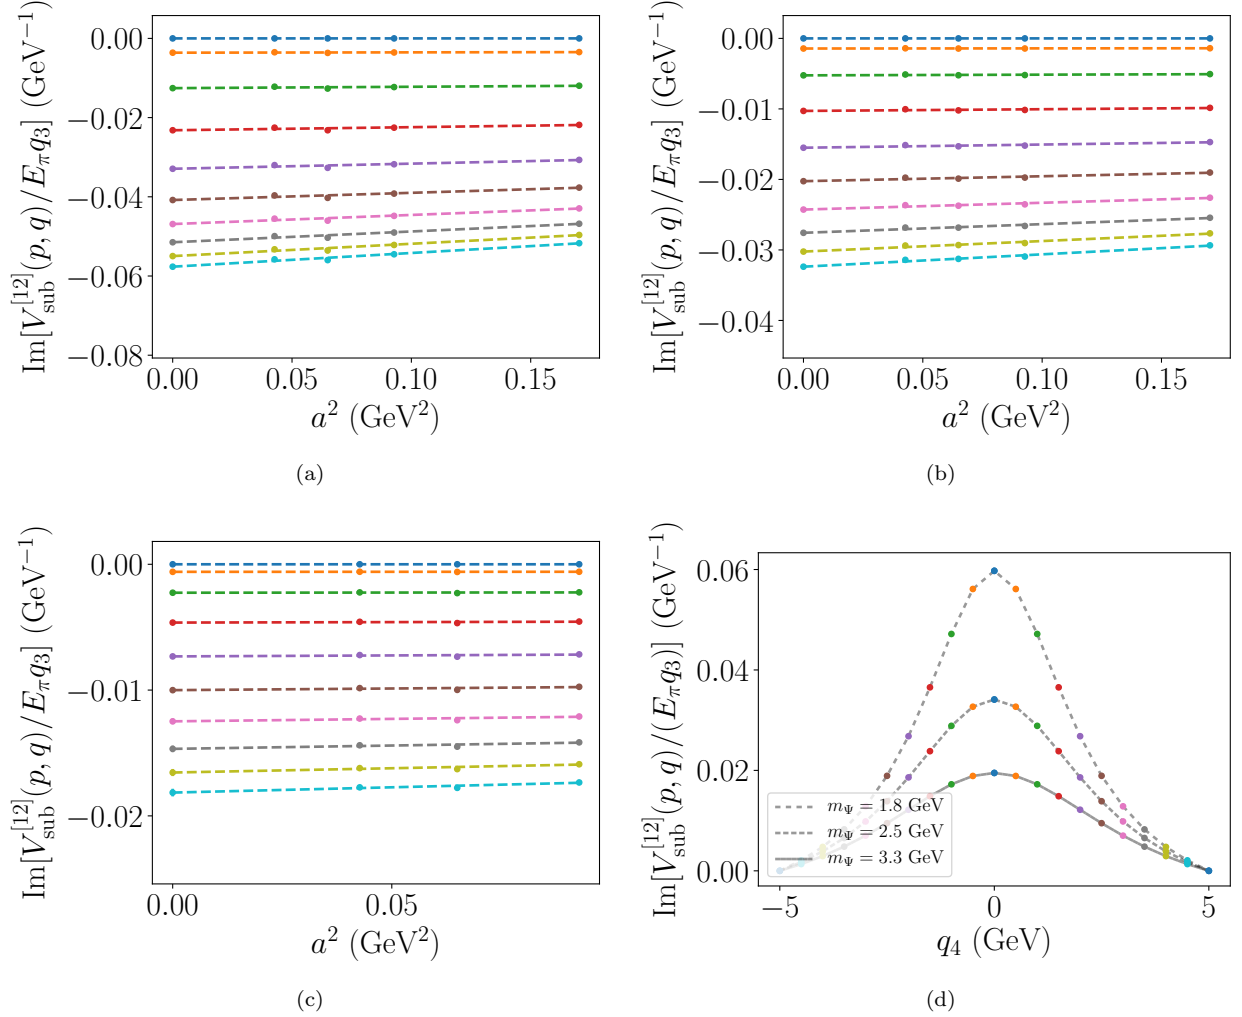 0.00
−0.02
−0.04
−0.06
−0.08
Im[V_sub^[12](p, q)/E_π q_3] (GeV^−1)
0.00 0.05 0.10 0.15
a^2 (GeV^2)
(a)
0.00
−0.01
−0.02
−0.03
−0.04
Im[V_sub^[12](p, q)/E_π q_3] (GeV^−1)
0.00 0.05 0.10 0.15
a^2 (GeV^2)
(b)
0.00
−0.01
−0.02
Im[V_sub^[12](p, q)/E_π q_3] (GeV^−1)
0.00 0.05
a^2 (GeV^2)
(c)
0.06
0.04
0.02
0.00
Im[V_sub^[12](p, q)/(E_π q_3)] (GeV^−1)
m_Ψ = 1.8 GeV
m_Ψ = 2.5 GeV
m_Ψ = 3.3 GeV
−5 0 5
q_4 (GeV)
(d)